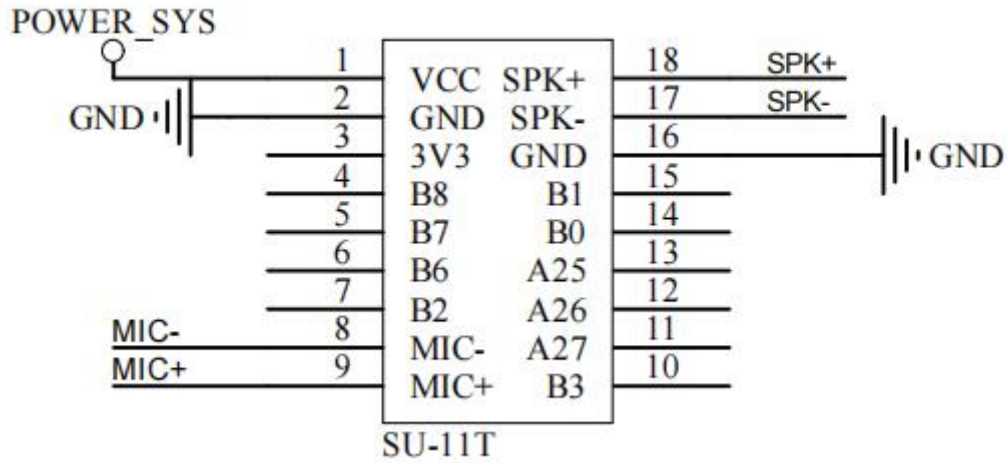 POWER_SYS
1 VCC SPK+ 18 SPK+
GND 2 GND SPK- 17 SPK-
3 3V3 GND 16 GND
4 B8 B1 15
5 B7 B0 14
6 B6 A25 13
7 B2 A26 12
MIC- 8 MIC- A27 11
MIC+ 9 MIC+ B3 10
SU-11T